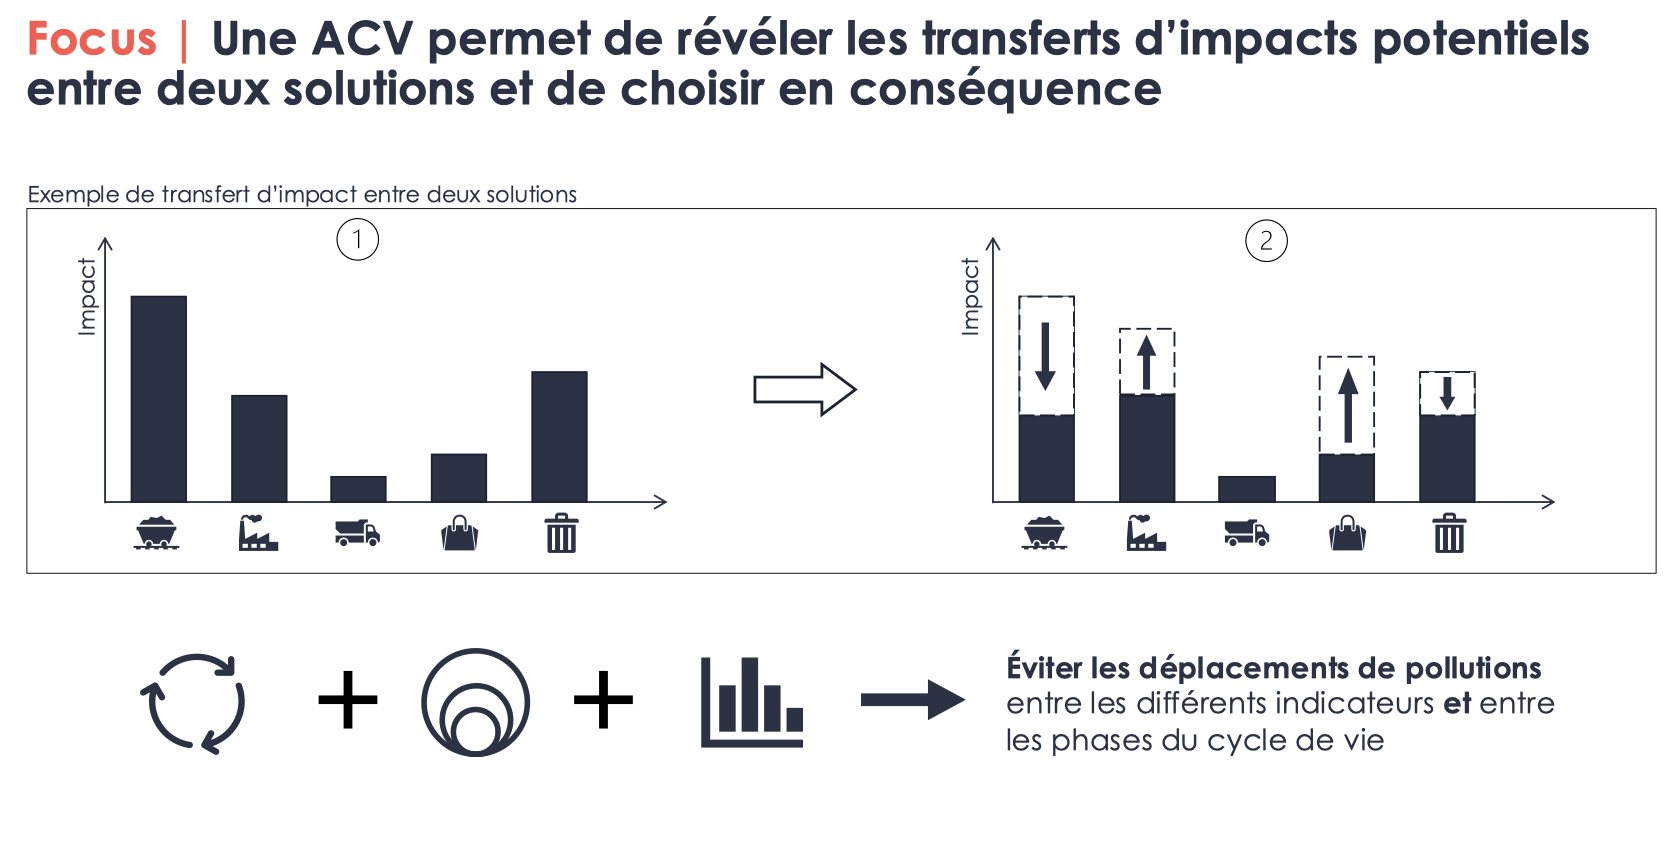 Focus | Une ACV permet de révéler les transferts d’impacts potentiels
entre deux solutions et de choisir en conséquence
Exemple de transfert d’impact entre deux solutions
1
2
Impact
Impact
Éviter les déplacements de pollutions
entre les différents indicateurs et entre
les phases du cycle de vie